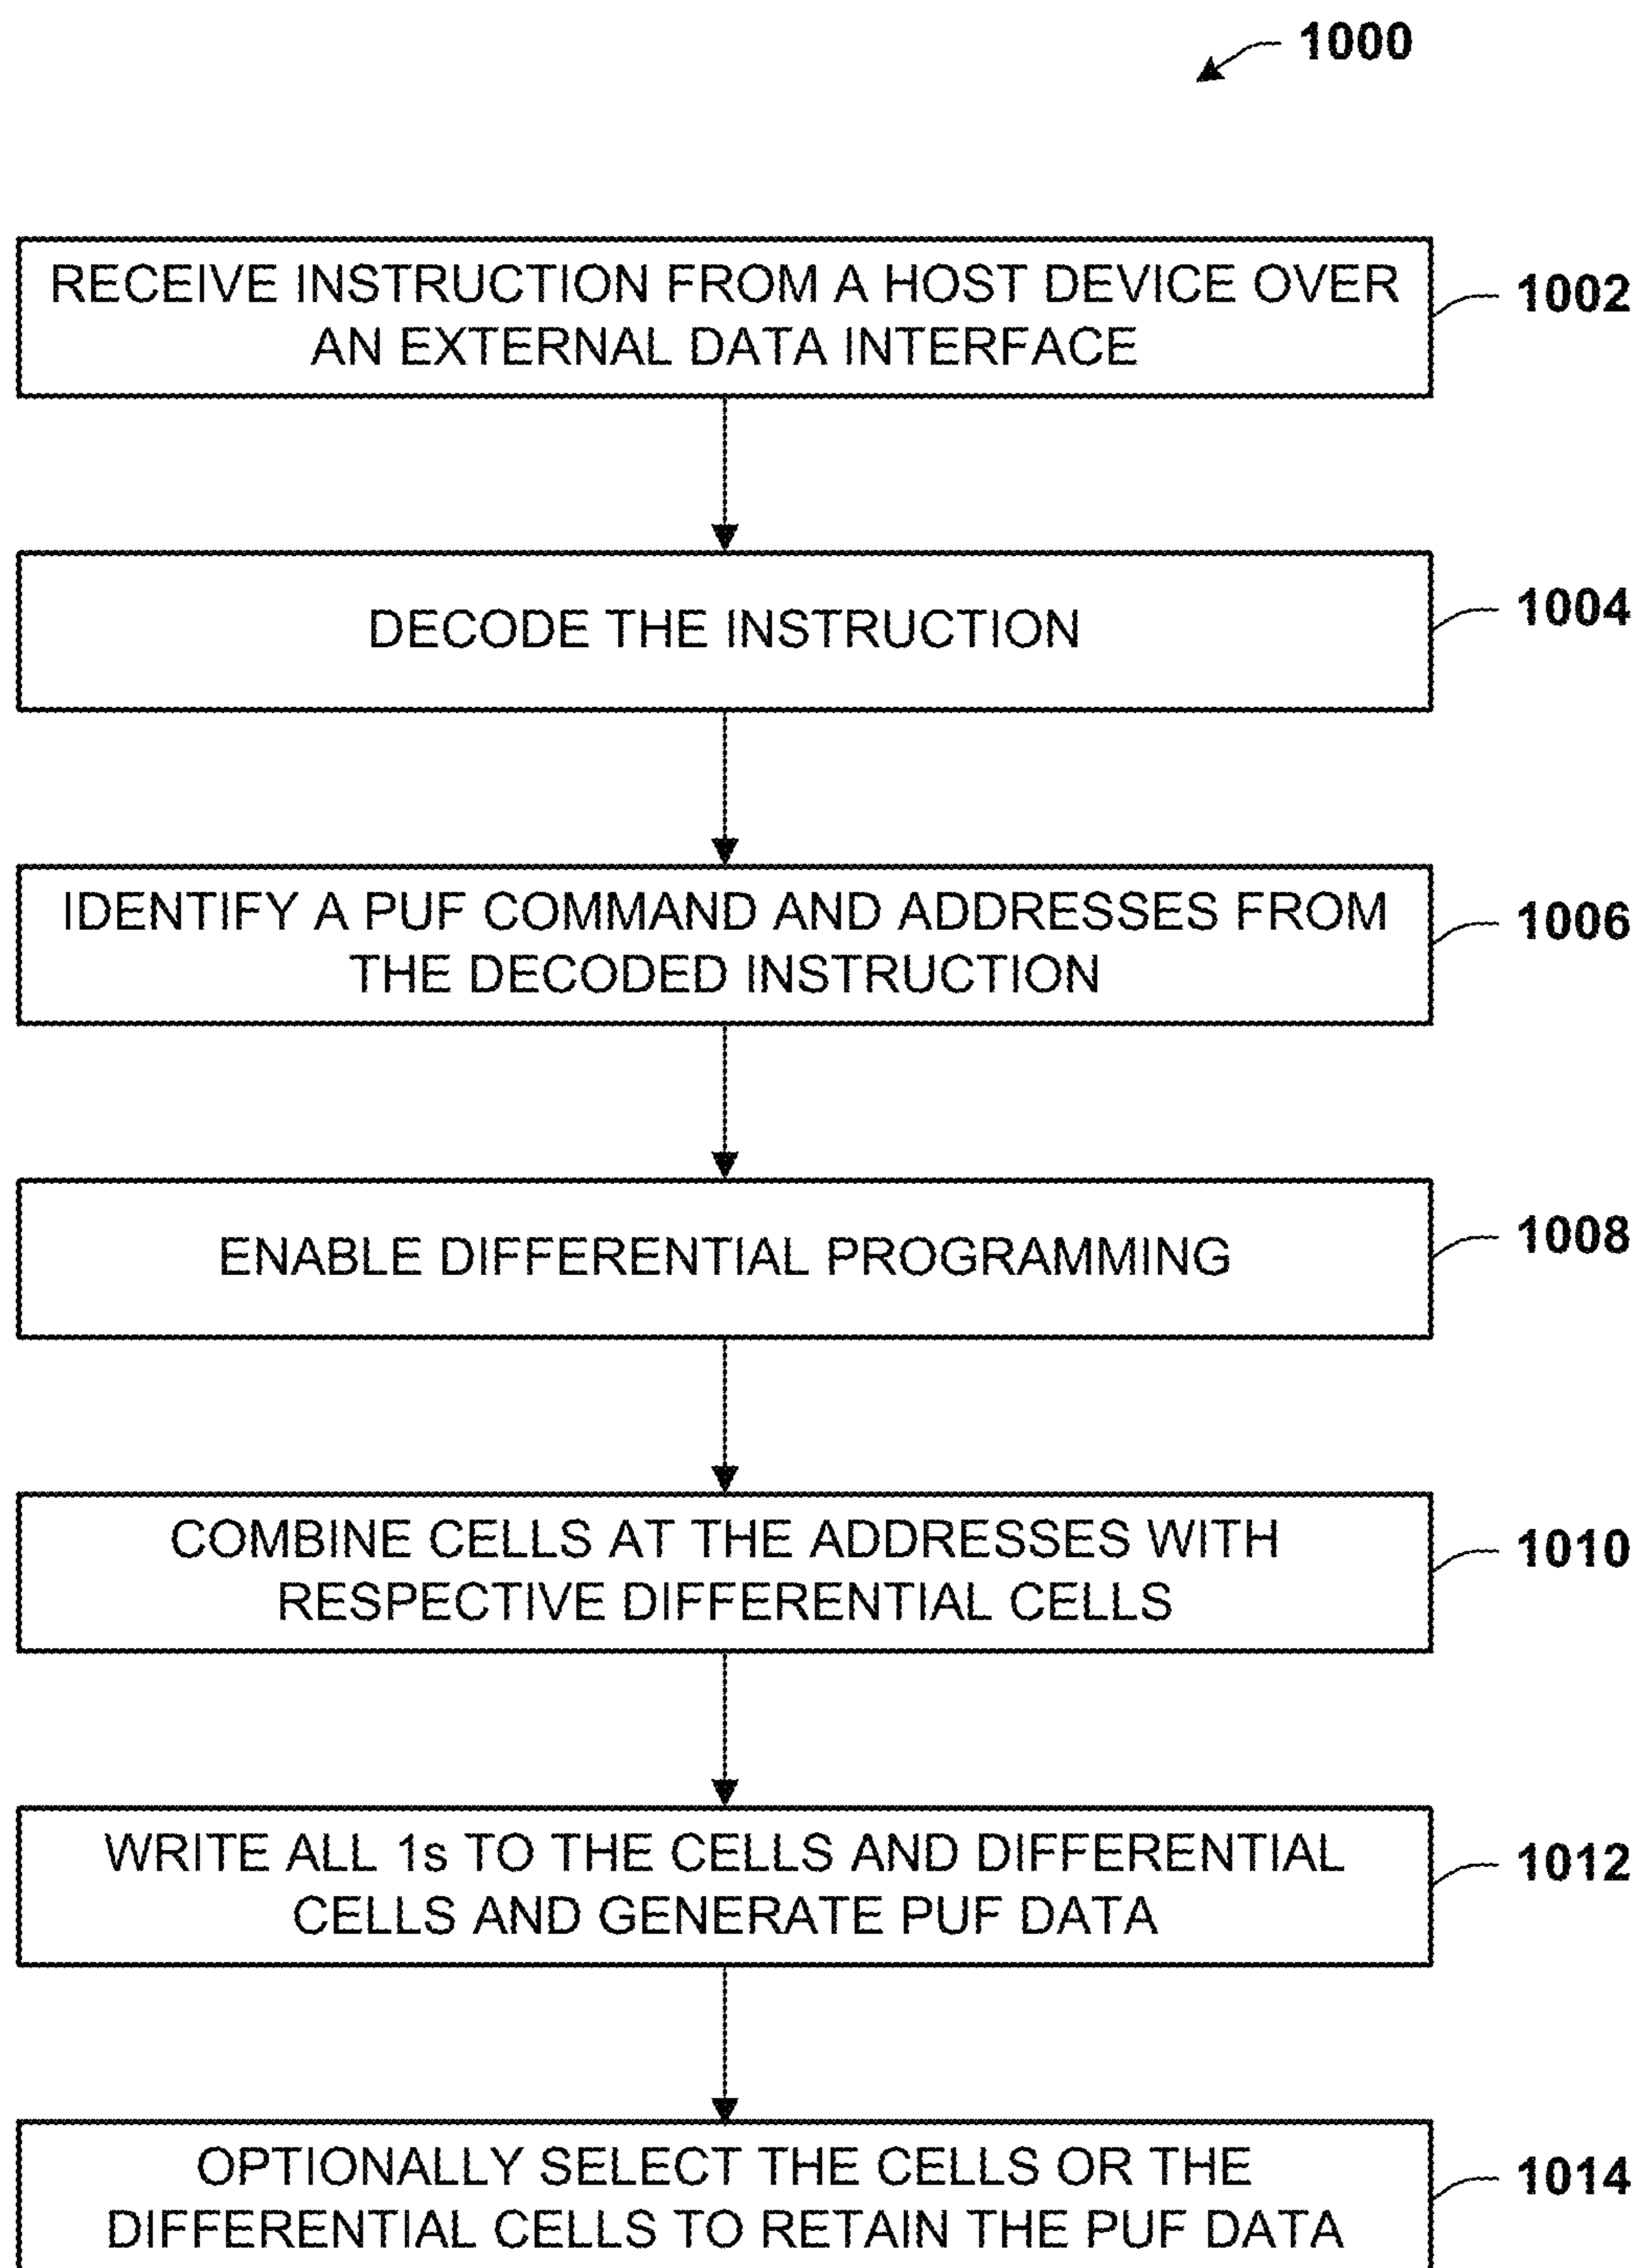 1000
RECEIVE INSTRUCTION FROM A HOST DEVICE OVER
AN EXTERNAL DATA INTERFACE
1002
DECODE THE INSTRUCTION
1004
IDENTIFY A PUF COMMAND AND ADDRESSES FROM
THE DECODED INSTRUCTION
1006
ENABLE DIFFERENTIAL PROGRAMMING
1008
COMBINE CELLS AT THE ADDRESSES WITH
RESPECTIVE DIFFERENTIAL CELLS
1010
WRITE ALL 1s TO THE CELLS AND DIFFERENTIAL
CELLS AND GENERATE PUF DATA
1012
OPTIONALLY SELECT THE CELLS OR THE
DIFFERENTIAL CELLS TO RETAIN THE PUF DATA
1014